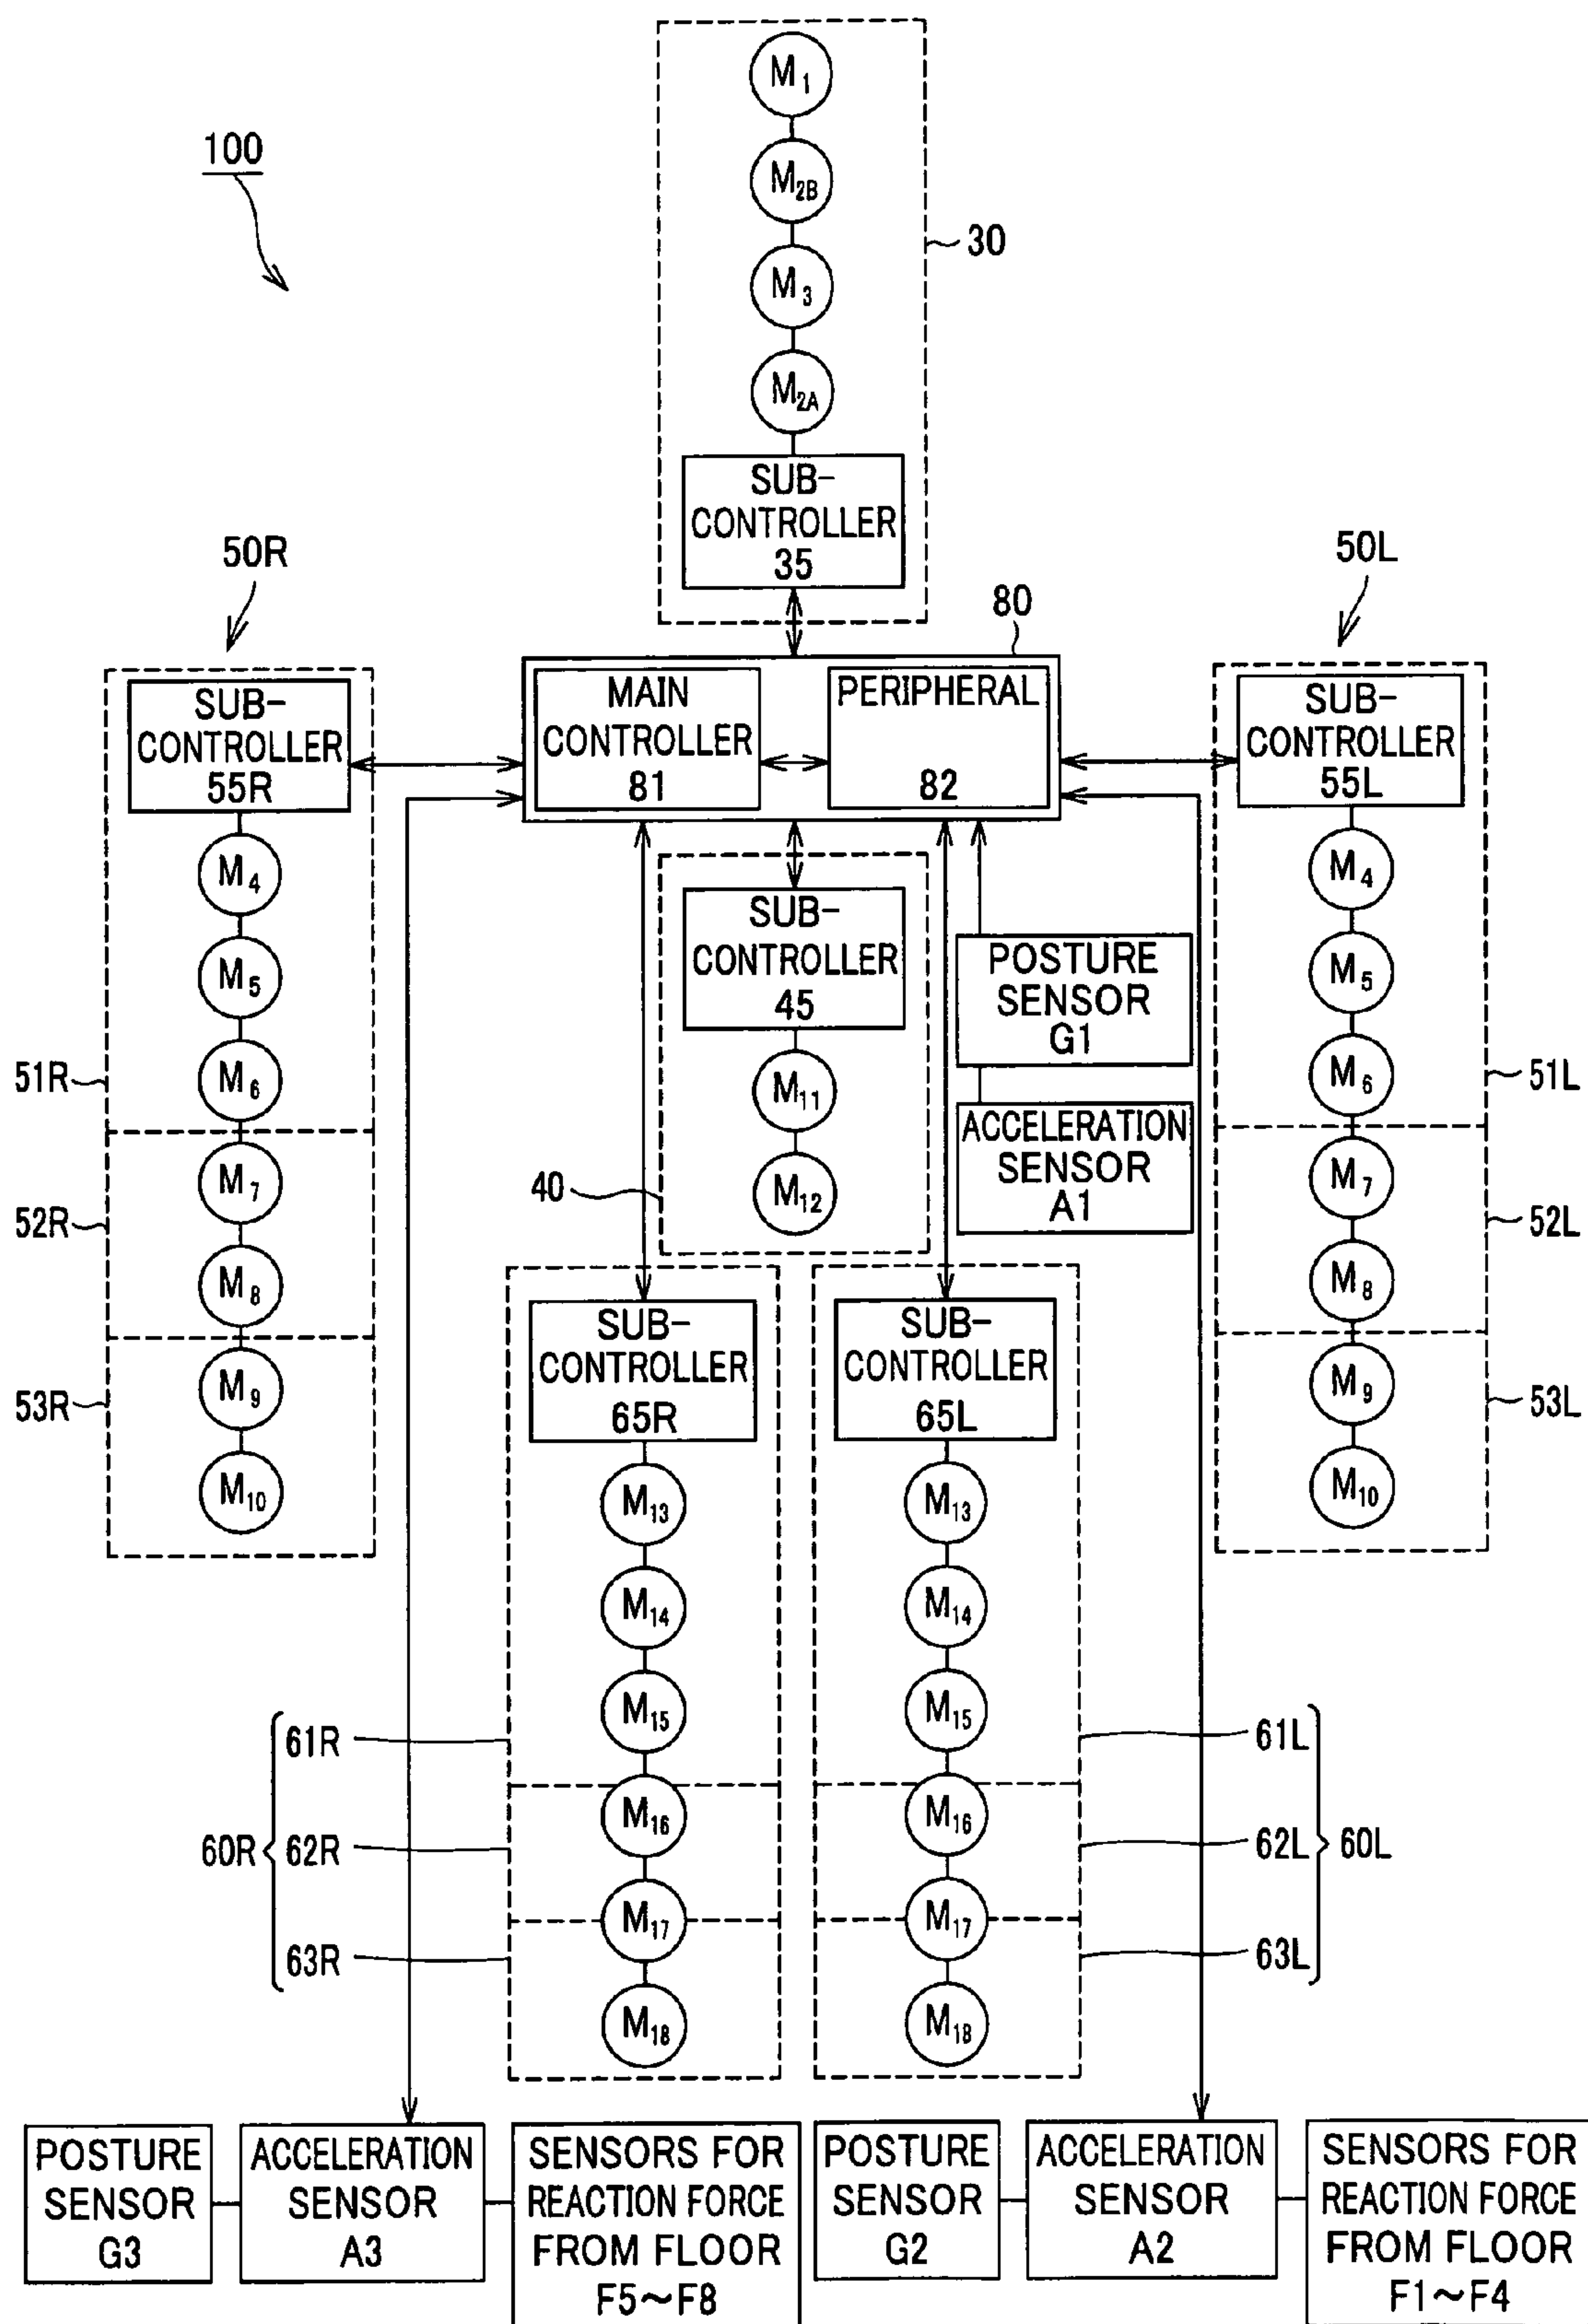 100
M1
M2B
M3
M2A
SUB-
CONTROLLER
35
30
50R
50L
80
SUB-
CONTROLLER
55R
MAIN
CONTROLLER
81
PERIPHERAL
82
SUB-
CONTROLLER
55L
M4
M5
M6
M7
M8
M9
M10
51R
52R
53R
SUB-
CONTROLLER
45
M11
M12
40
POSTURE
SENSOR
G1
ACCELERATION
SENSOR
A1
M4
M5
M6
M7
M8
M9
M10
51L
52L
53L
SUB-
CONTROLLER
65R
M13
M14
M15
M16
M17
M18
60R
61R
62R
63R
SUB-
CONTROLLER
65L
M13
M14
M15
M16
M17
M18
61L
62L
63L
60L
POSTURE
SENSOR
G3
ACCELERATION
SENSOR
A3
SENSORS FOR
REACTION FORCE
FROM FLOOR
F5~F8
POSTURE
SENSOR
G2
ACCELERATION
SENSOR
A2
SENSORS FOR
REACTION FORCE
FROM FLOOR
F1~F4